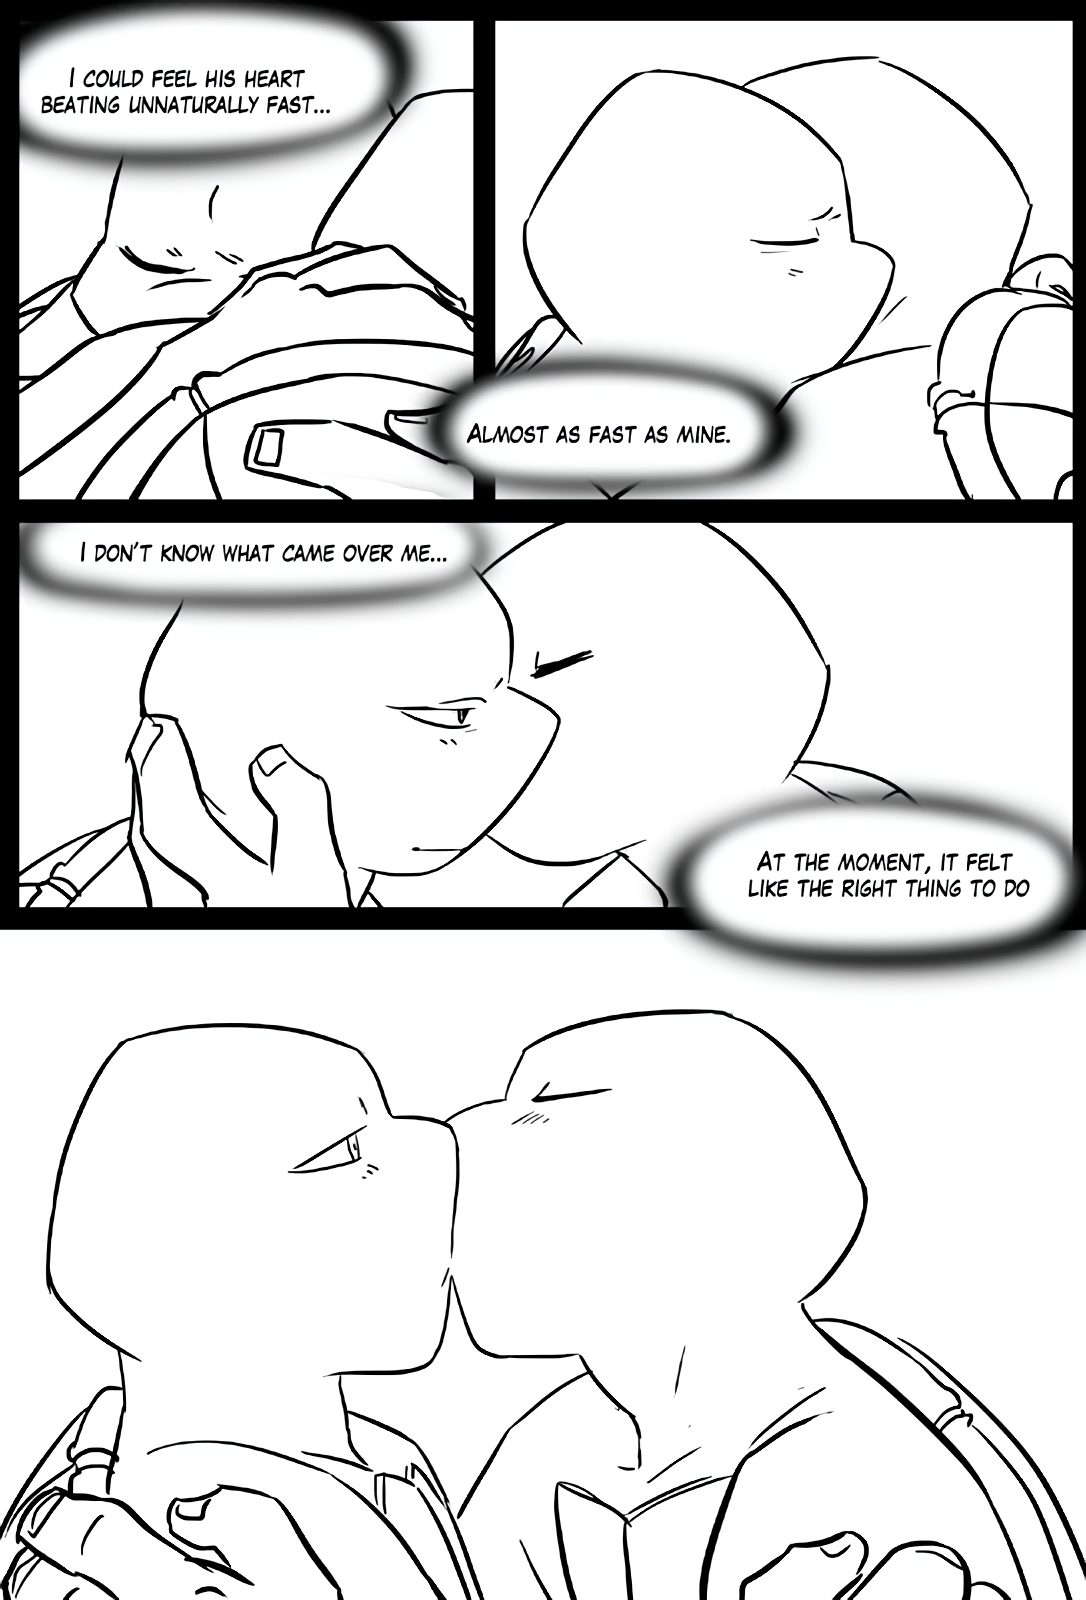 I COULD FEEL HIS HEART
BEATING UNNATURALLY FAST...
ALMOST AS FAST AS MINE.
I DON'T KNOW WHAT CAME OVER ME...
AT THE MOMENT, IT FELT
LIKE THE RIGHT THING TO DO